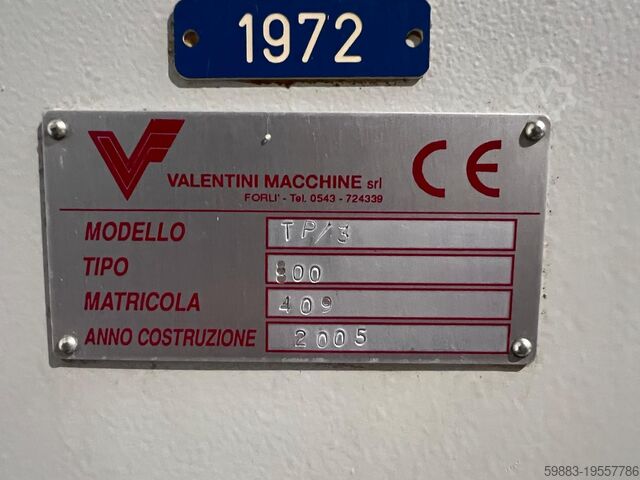 1972
VALENTINI MACCHINE srl
FORLI' - Tel. 0543 - 724339
CE
MODELLO TP/3
TIPO 800
MATRICOLA 409
ANNO COSTRUZIONE 2005
59883-19557786